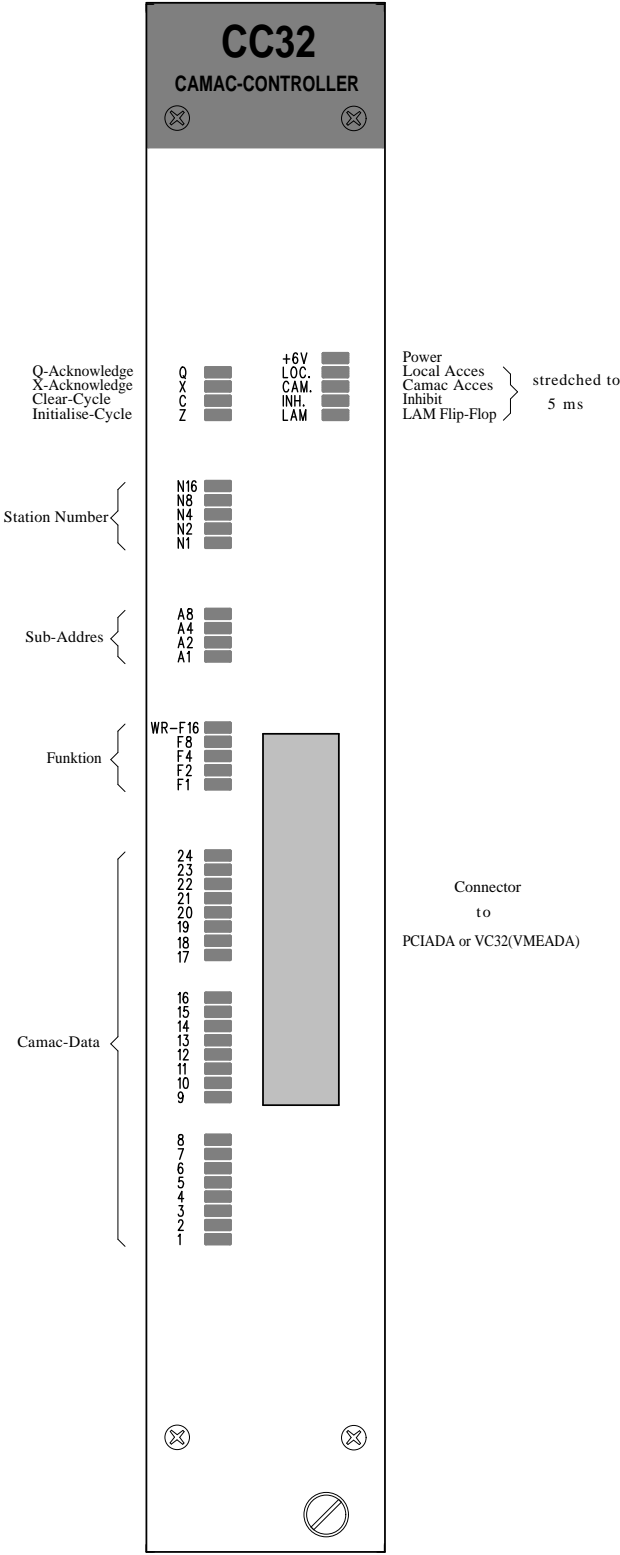 CC32
CAMAC-CONTROLLER
+6V Power
Q-Acknowledge Q LOC. Local Acces
X-Acknowledge X CAM. Camac Acces
Clear-Cycle C INH. Inhibit
Initialise-Cycle Z LAM LAM Flip-Flop
stredched to
5 ms
N16
N8
Station Number N4
N2
N1
A8
A4
Sub-Addres A2
A1
WR-F16
F8
Funktion F4
F2
F1
24
23
22
21
20
19
18
17
Connector
to
PCIADA or VC32(VMEADA)
16
15
14
Camac-Data 13
12
11
10
9
8
7
6
5
4
3
2
1